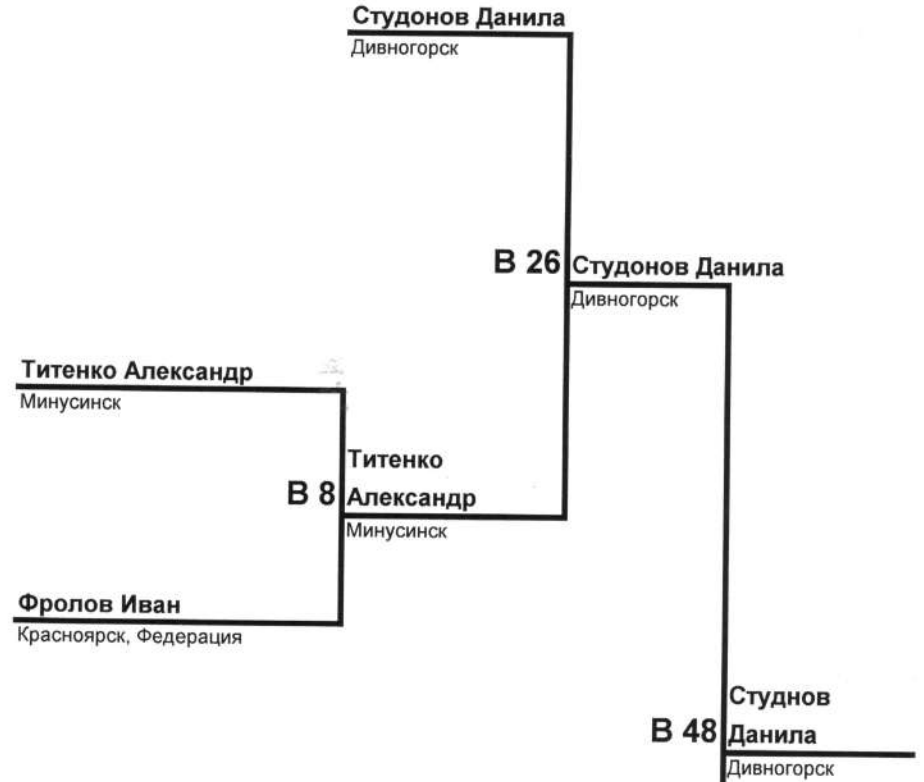 Студонов Данила
Дивногорск
В 26
Студонов Данила
Дивногорск
Титенко Александр
Минусинск
Титенко
В 8
Александр
Минусинск
Фролов Иван
Красноярск, Федерация
Студнов
В 48
Данила
Дивногорск